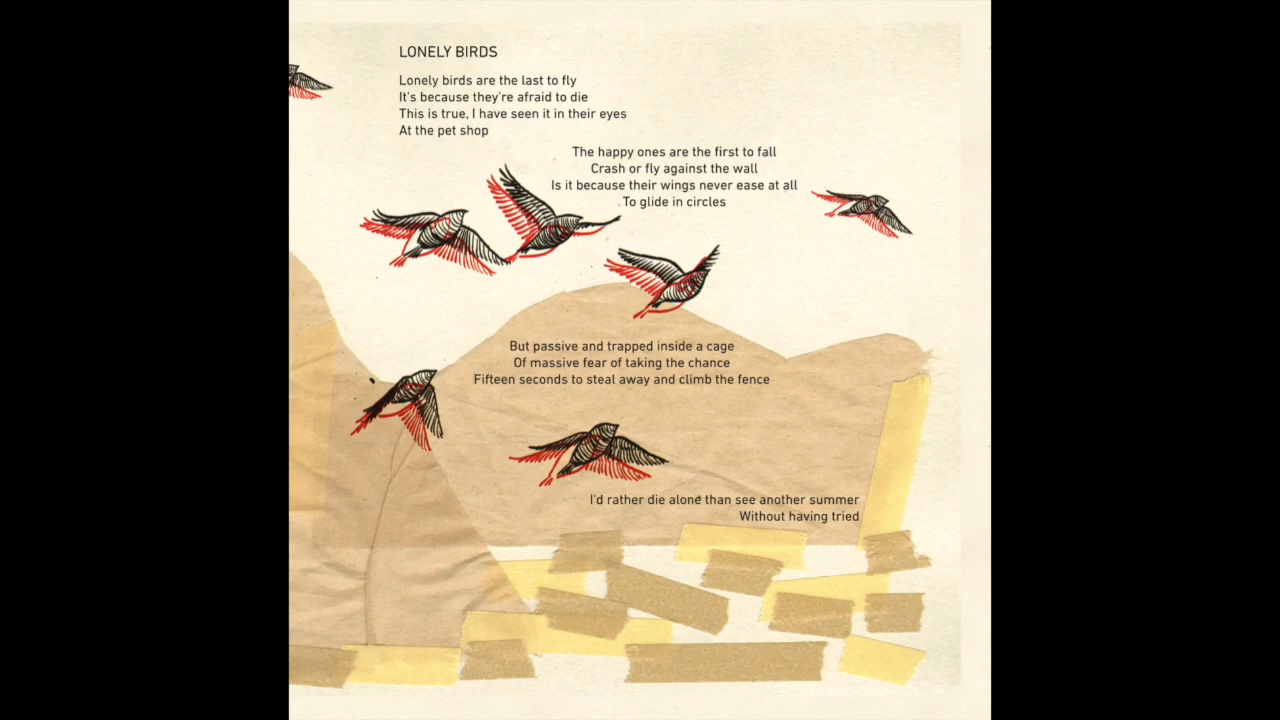 LONELY BIRDS
Lonely birds are the last to fly
It's because they're afraid to die
This is true, I have seen it in their eyes
At the pet shop
The happy ones are the first to fall
Crash or fly against the wall
Is it because their wings never ease at all
To glide in circles
But passive and trapped inside a cage
Of massive fear of taking the chance
Fifteen seconds to steal away and climb the fence
I'd rather die alone than see another summer
Without having tried